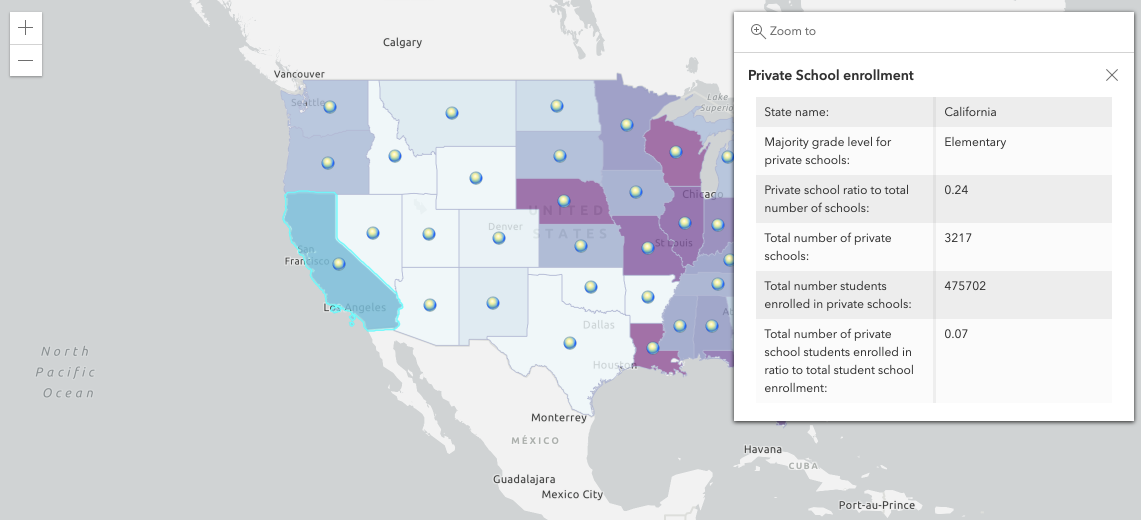 Zoom to
Private School enrollment
State name:
California
Majority grade level for
private schools:
Elementary
Private school ratio to total
number of schools:
0.24
Total number of private
schools:
3217
Total number students
enrolled in private schools:
475702
Total number of private
school students enrolled in
ratio to total student school
enrollment:
0.07
Calgary
Vancouver
Seattle
Lake
Superior
Chicago
UNITED
STATES
Denver
St Louis
San
Francisco
Los Angeles
Dallas
Houston
North
Pacific
Ocean
Monterrey
MÉXICO
Havana
CUBA
Guadalajara
Mexico City
Port-au-Prince